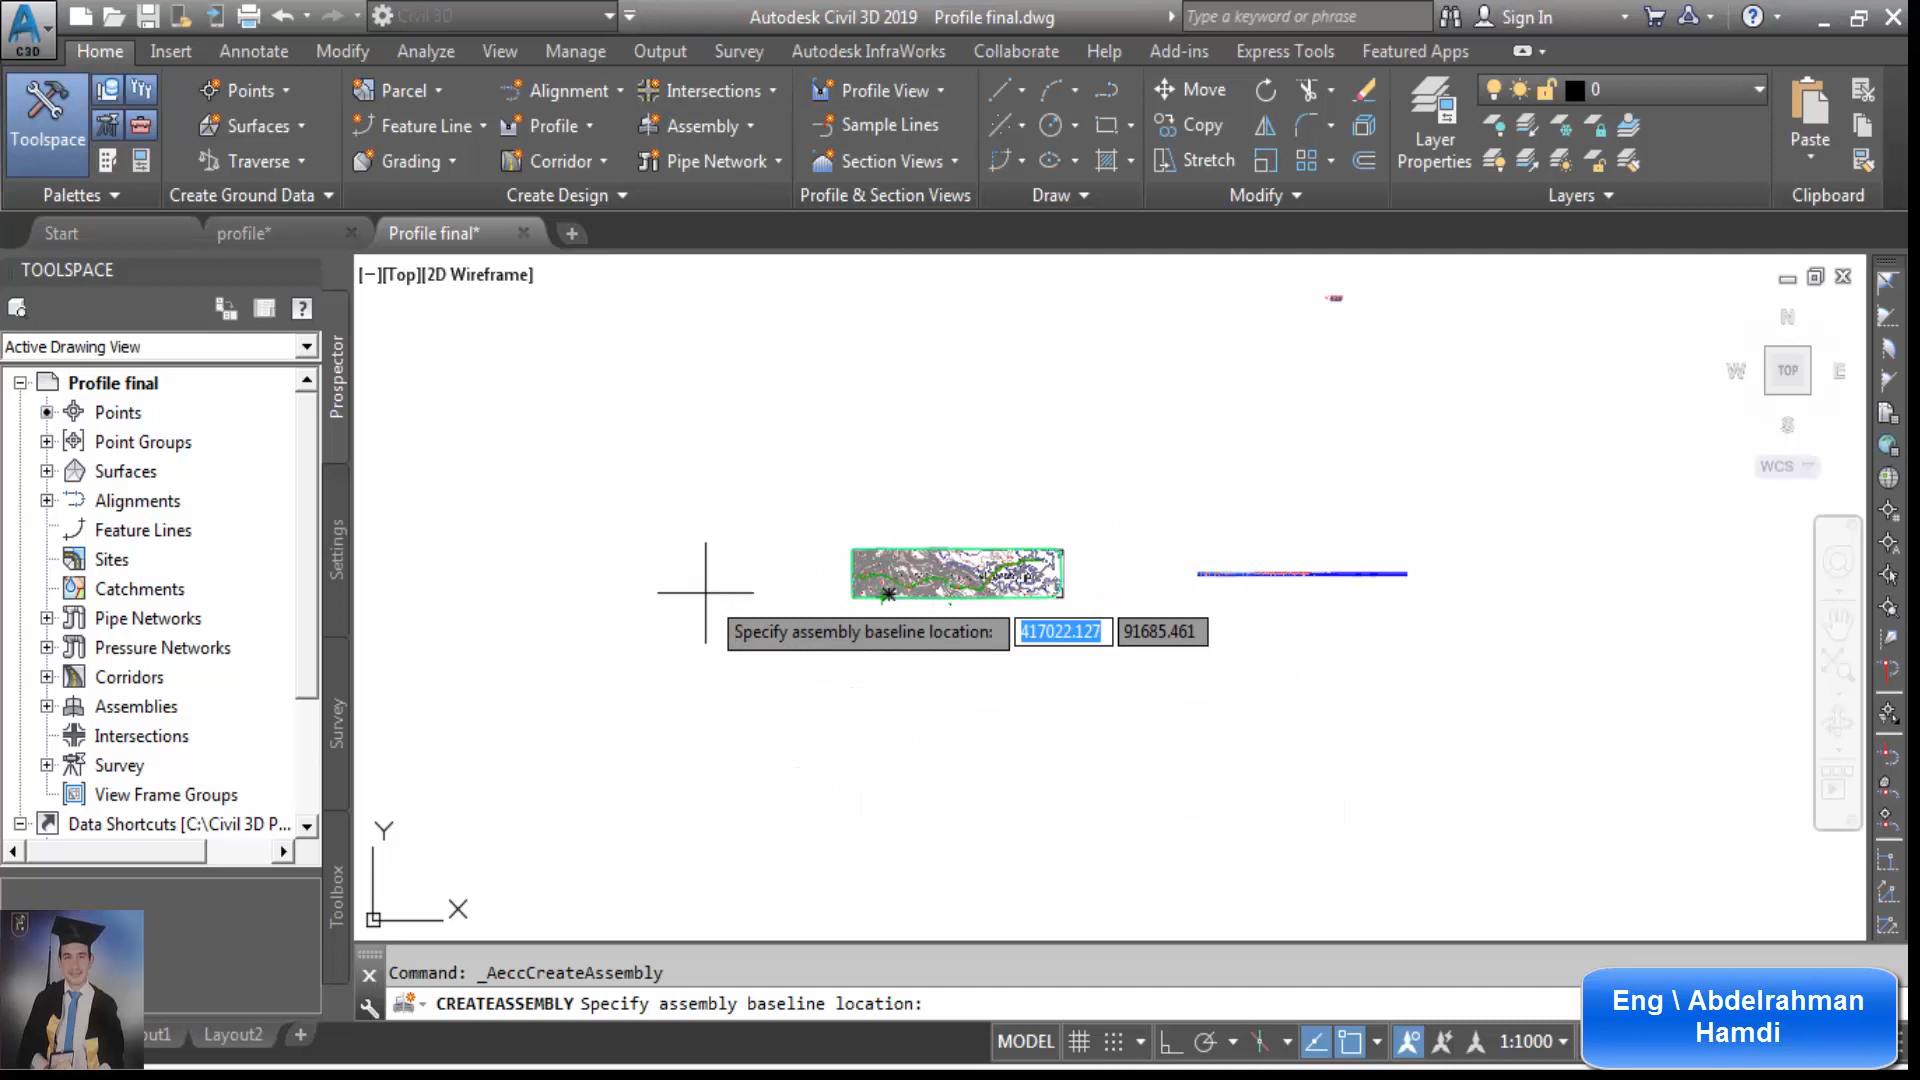 C3D
Civil 3D
Autodesk Civil 3D 2019 Profile final.dwg
Type a keyword or phrase
Sign In
Home Insert Annotate Modify Analyze View Manage Output Survey Autodesk InfraWorks Collaborate Help Add-ins Express Tools Featured Apps
Toolspace
Points
Surfaces
Traverse
Parcel
Feature Line
Grading
Alignment
Profile
Corridor
Intersections
Assembly
Pipe Network
Profile View
Sample Lines
Section Views
Move
Copy
Stretch
Layer
Properties
0
Paste
Palettes Create Ground Data Create Design Profile & Section Views Draw Modify Layers Clipboard
Start profile* Profile final*
TOOLSPACE
Active Drawing View
Profile final
Points
Point Groups
Surfaces
Alignments
Feature Lines
Sites
Catchments
Pipe Networks
Pressure Networks
Corridors
Assemblies
Intersections
Survey
View Frame Groups
Data Shortcuts [C:\Civil 3D P...
Prospector
Settings
Survey
Toolbox
[−][Top][2D Wireframe]
N
W TOP E
S
WCS
Specify assembly baseline location: 417022.127 91685.461
Y
X
Command: _AeccCreateAssembly
CREATEASSEMBLY Specify assembly baseline location:
out1 Layout2
MODEL 1:1000
Eng \ Abdelrahman
Hamdi